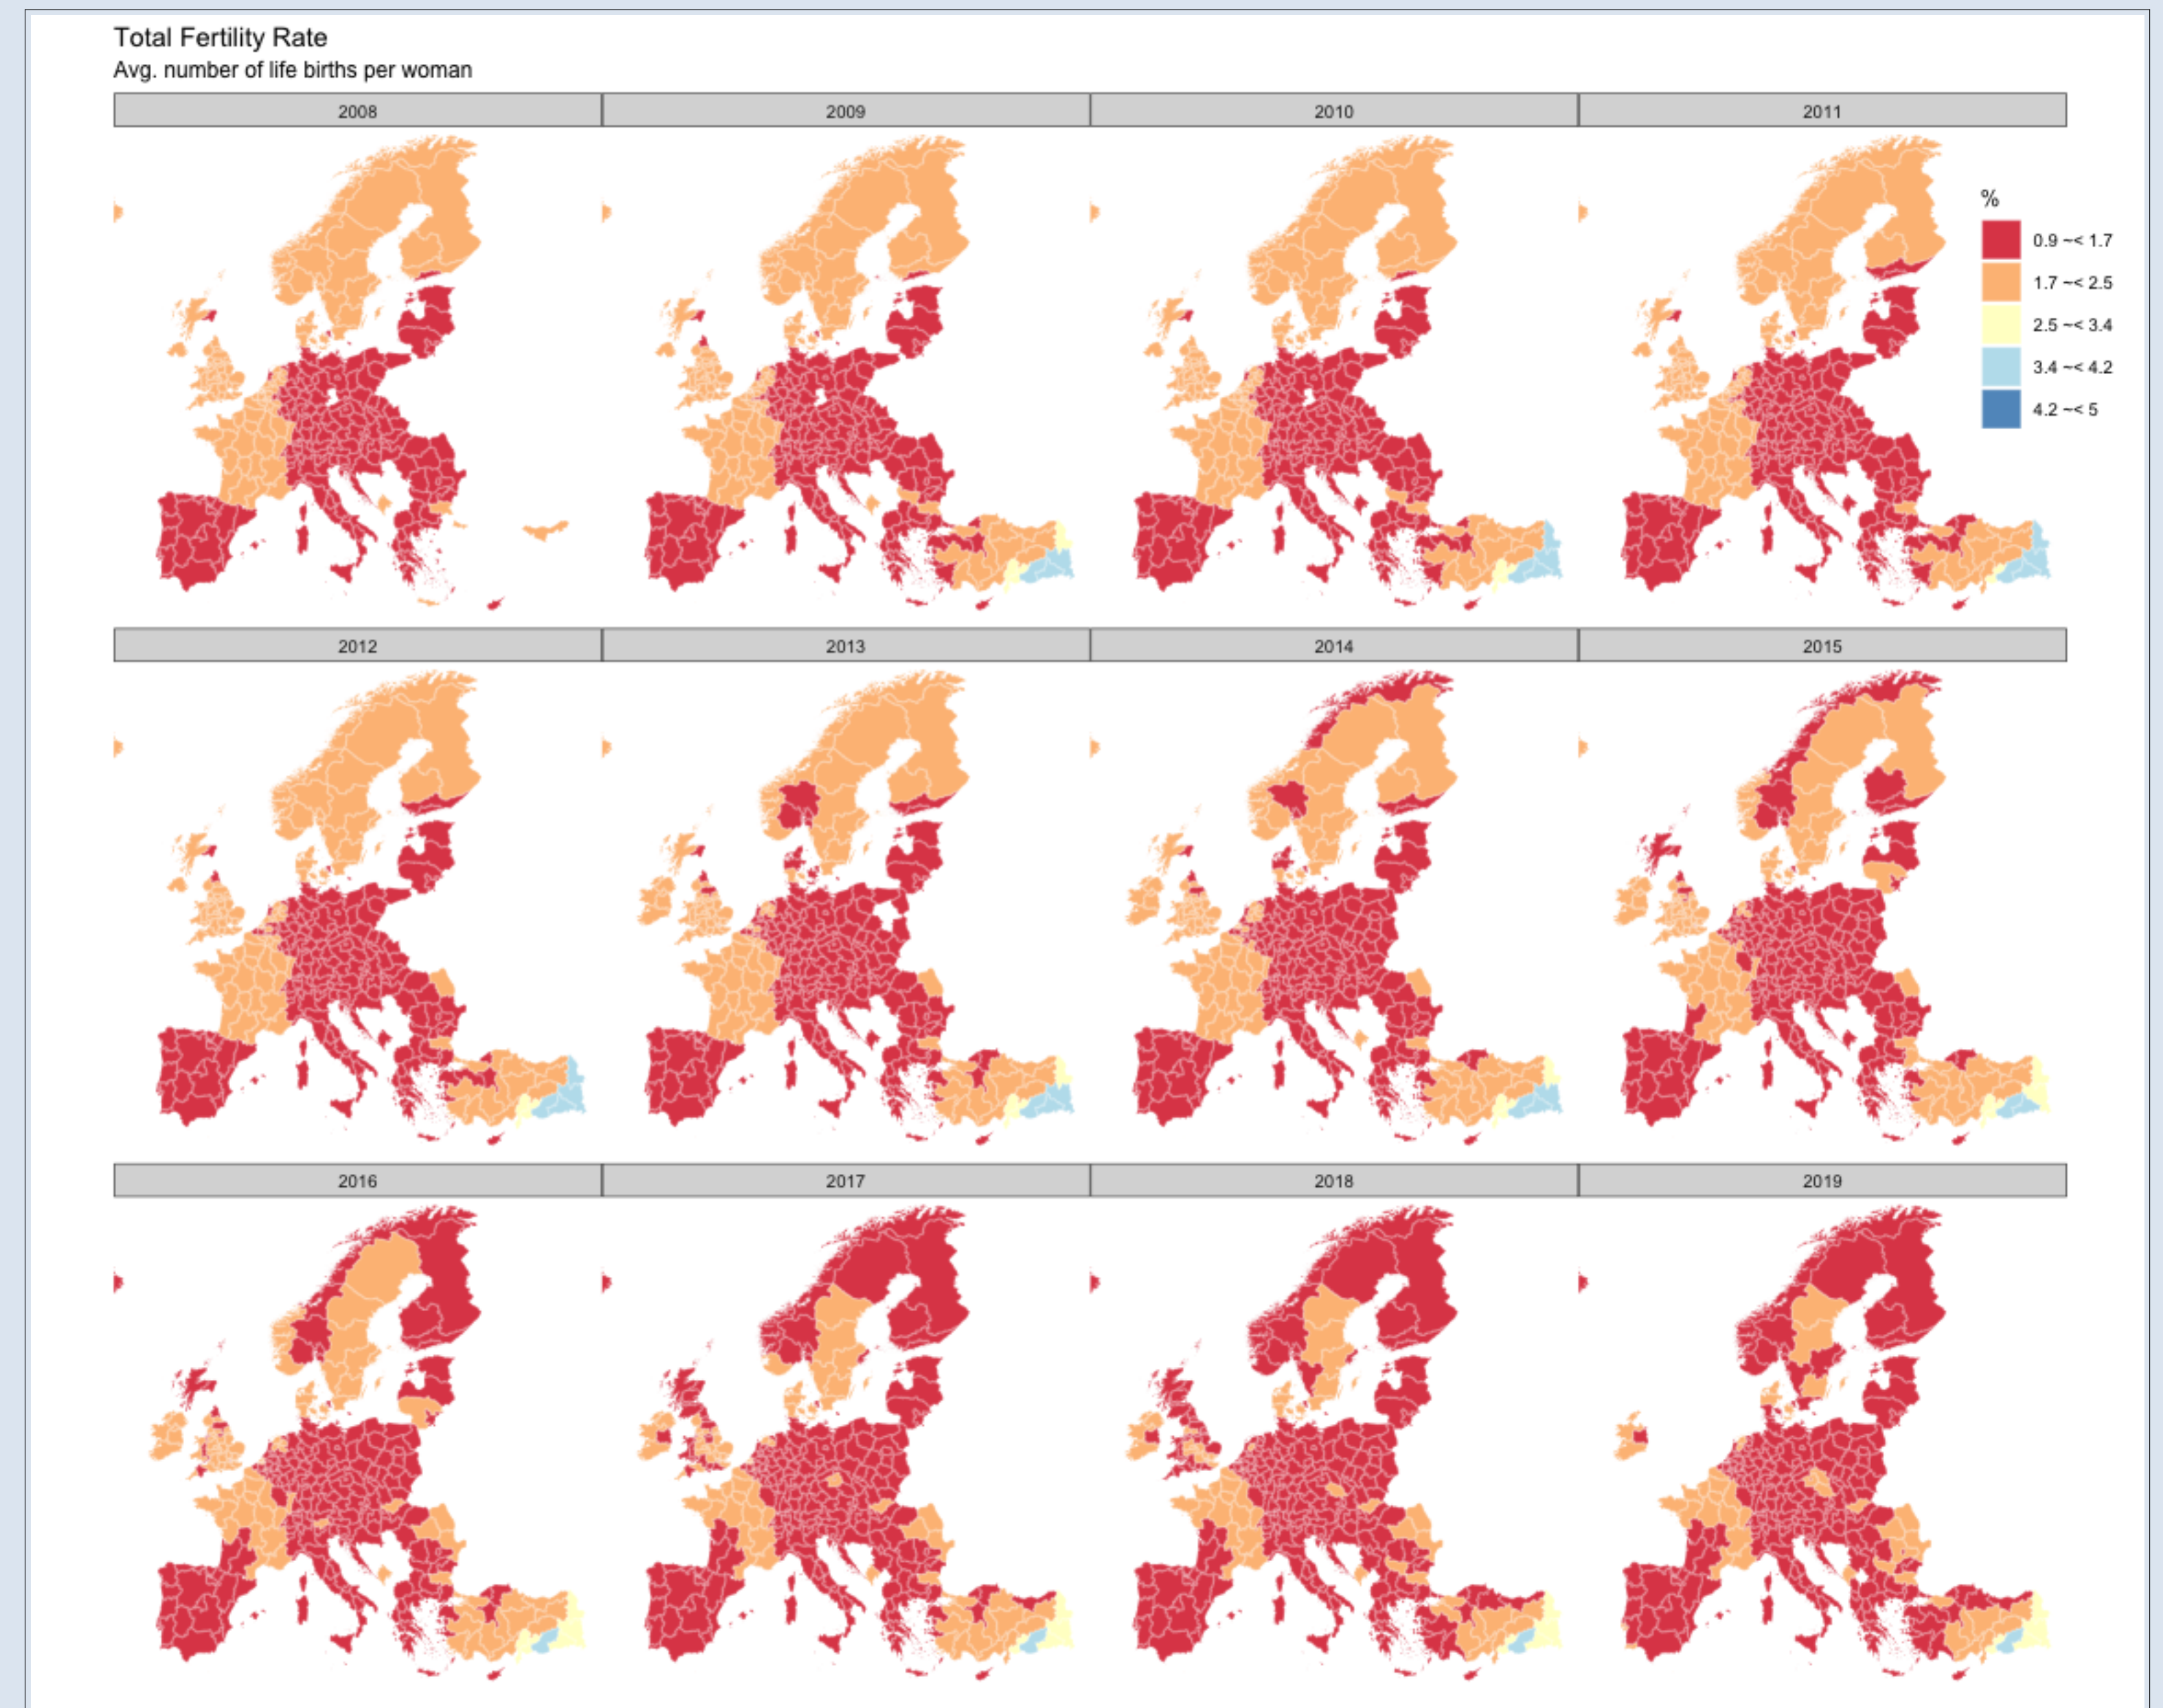 Total Fertility Rate
Avg. number of life births per woman
2008 2009 2010 2011
%
0.9 ~< 1.7
1.7 ~< 2.5
2.5 ~< 3.4
3.4 ~< 4.2
4.2 ~< 5
2012 2013 2014 2015
2016 2017 2018 2019